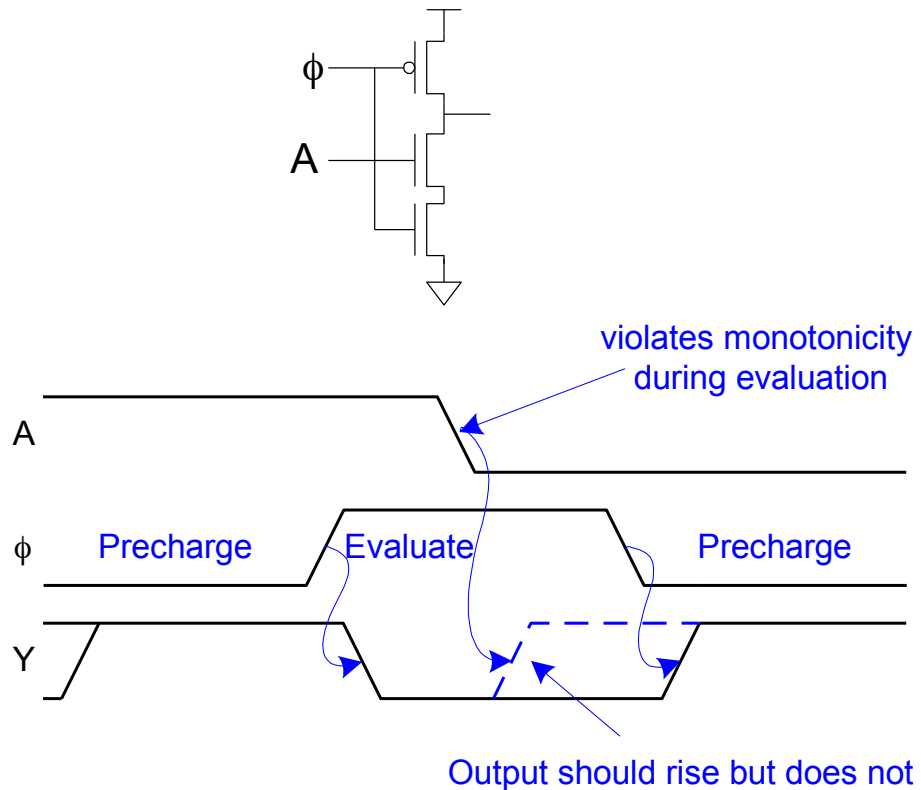 ϕ
A
violates monotonicity
during evaluation
A
ϕ Precharge Evaluate Precharge
Y
Output should rise but does not